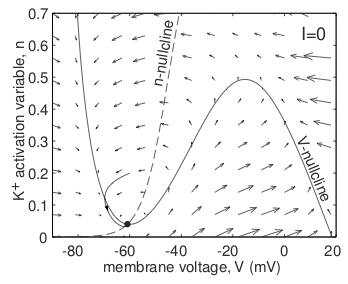 0.7
0.6
0.5
0.4
0.3
0.2
0.1
0
K+ activation variable, n
n-nullcline
I=0
V-nullcline
-80 -60 -40 -20 0 20
membrane voltage, V (mV)